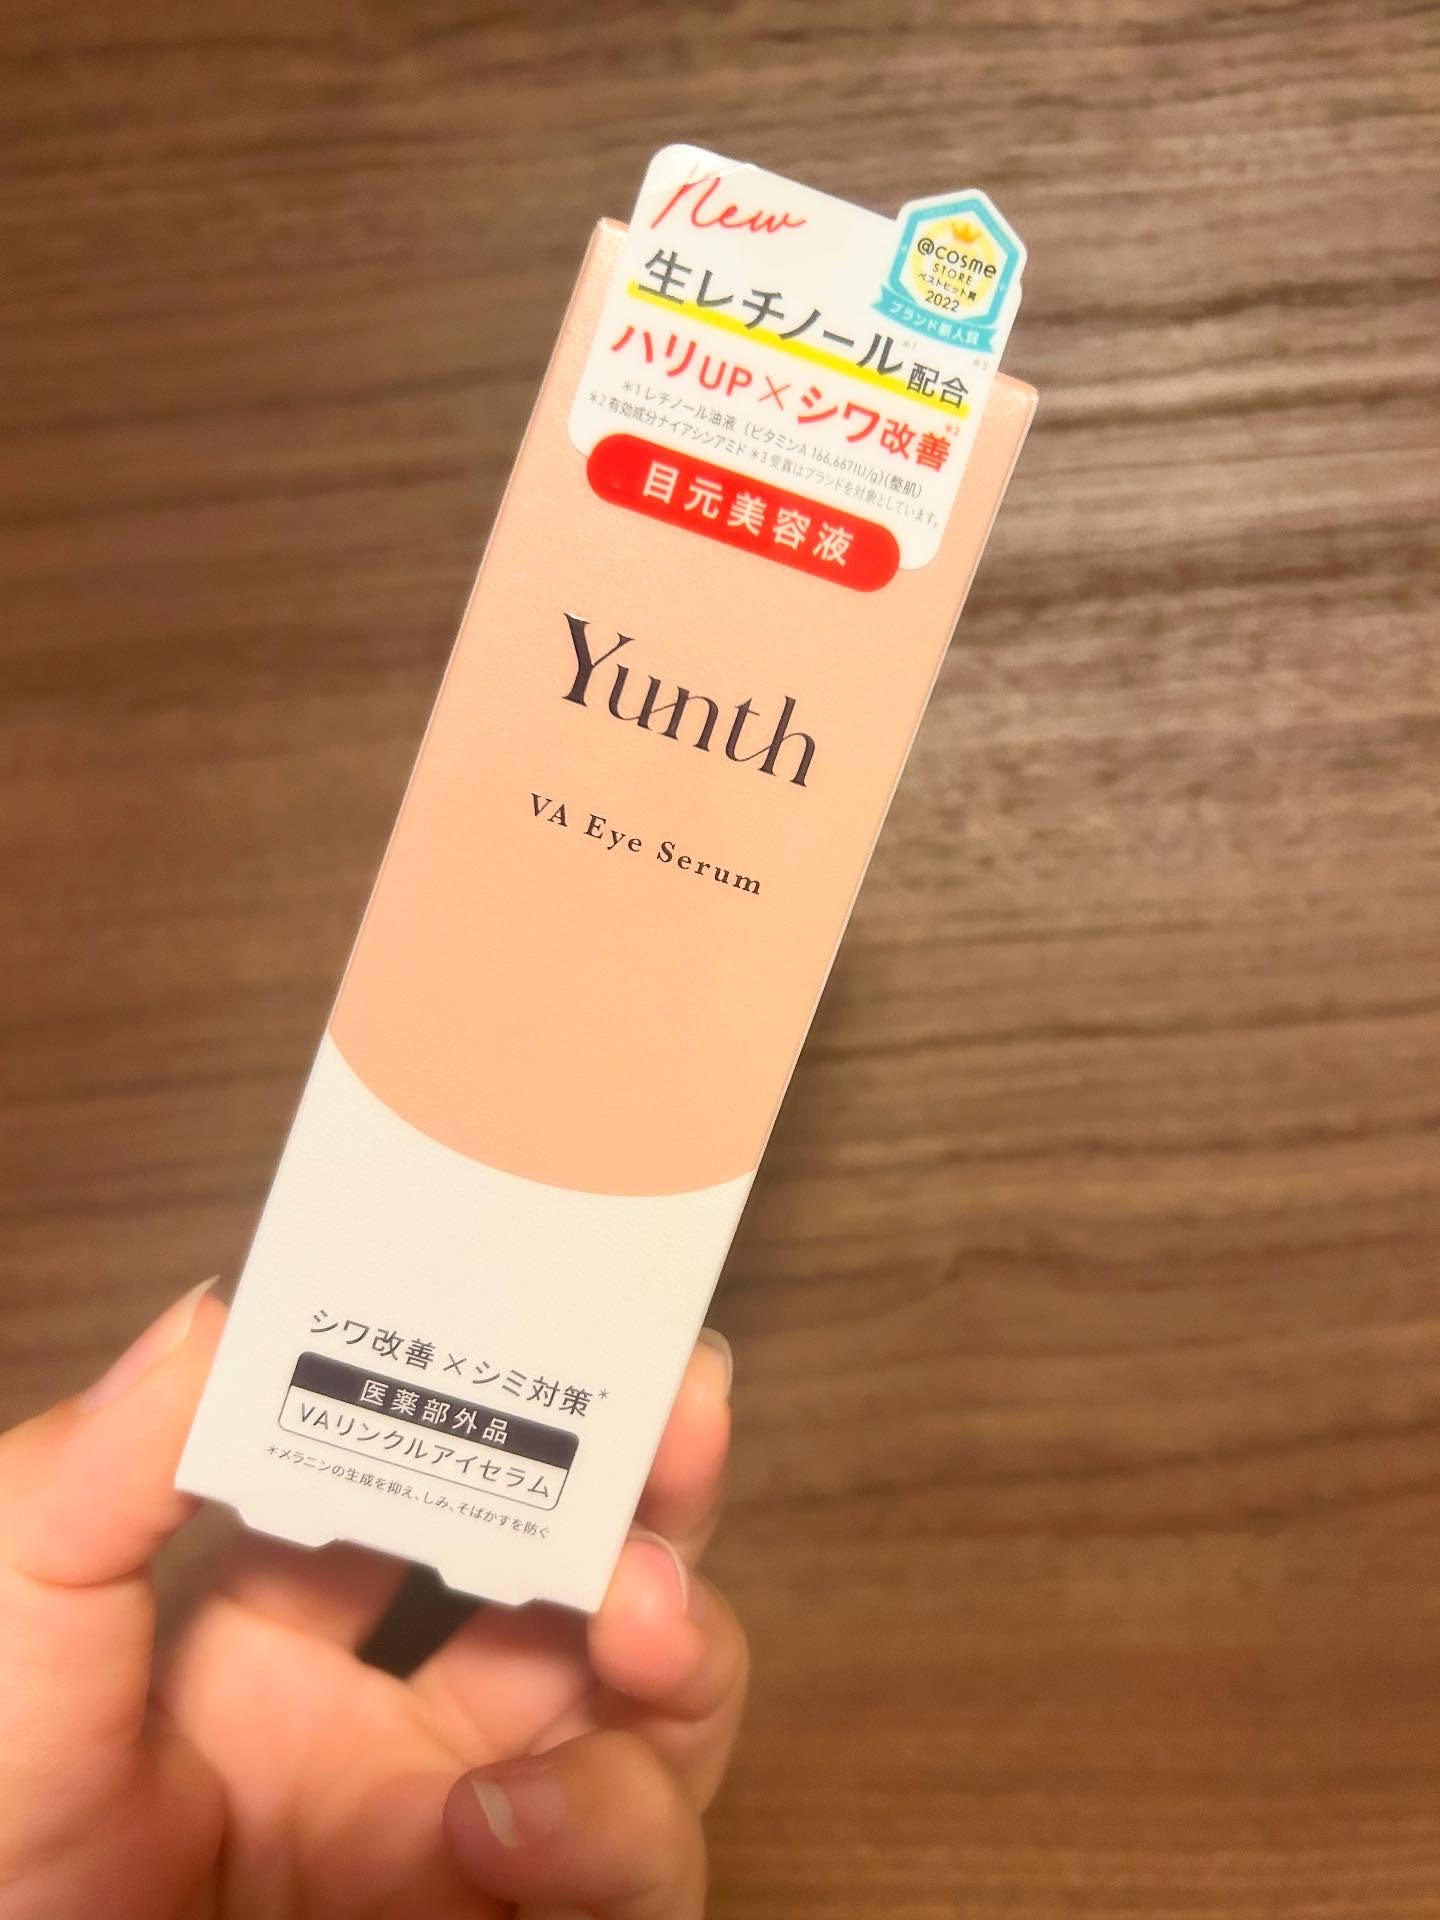 New
@cosme
STORE
ベストヒット賞
2022
ブランド新人賞
*3
生レチノール*1配合
ハリUP×シワ改善*2
*1 レチノール油液（ビタミンA 166,667IU/g）(整肌)
*2 有効成分ナイアシンアミド *3 受賞はブランドを対象としています。
目元美容液
Yunth
VA Eye Serum
シワ改善×シミ対策*
医薬部外品
VAリンクルアイセラム
*メラニンの生成を抑え、しみ、そばかすを防ぐ